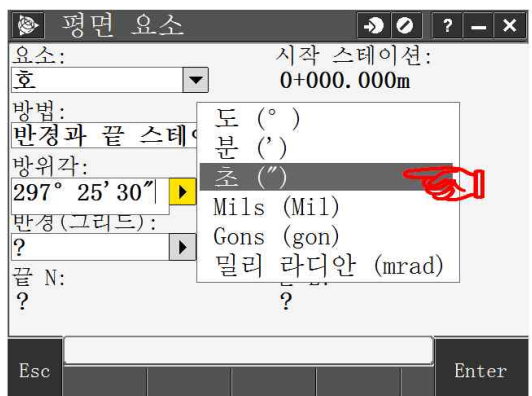 평면 요소
? — ×
요소:
시작 스테이션:
호
0+000.000m
방법:
반경과 끝 스테이
방위각:
297° 25' 30"
반경(그리드):
?
끝 N:
?
?
도 (° )
분 (')
초 (")
Mils (Mil)
Gons (gon)
밀리 라디안 (mrad)
Esc
Enter